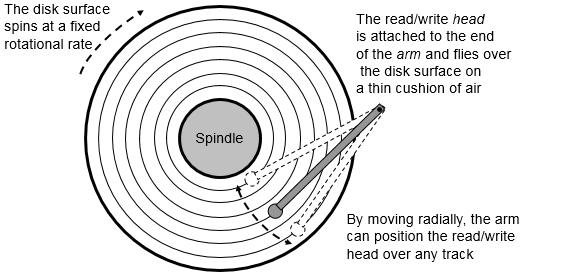 The disk surface
spins at a fixed
rotational rate
The read/write head
is attached to the end
of the arm and flies over
the disk surface on
a thin cushion of air
Spindle
By moving radially, the arm
can position the read/write
head over any track